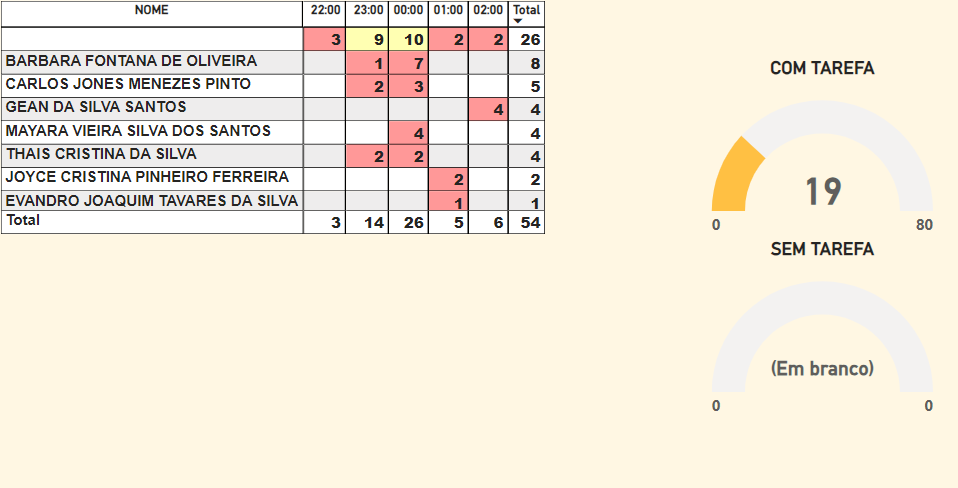 NOME 22:00 23:00 00:00 01:00 02:00 Total
3 9 10 2 2 26
BARBARA FONTANA DE OLIVEIRA 1 7 8
CARLOS JONES MENEZES PINTO 2 3 5
GEAN DA SILVA SANTOS 4 4
MAYARA VIEIRA SILVA DOS SANTOS 4 4
THAIS CRISTINA DA SILVA 2 2 4
JOYCE CRISTINA PINHEIRO FERREIRA 2 2
EVANDRO JOAQUIM TAVARES DA SILVA 1 1
Total 3 14 26 5 6 54
COM TAREFA
19
0 80
SEM TAREFA
(Em branco)
0 0